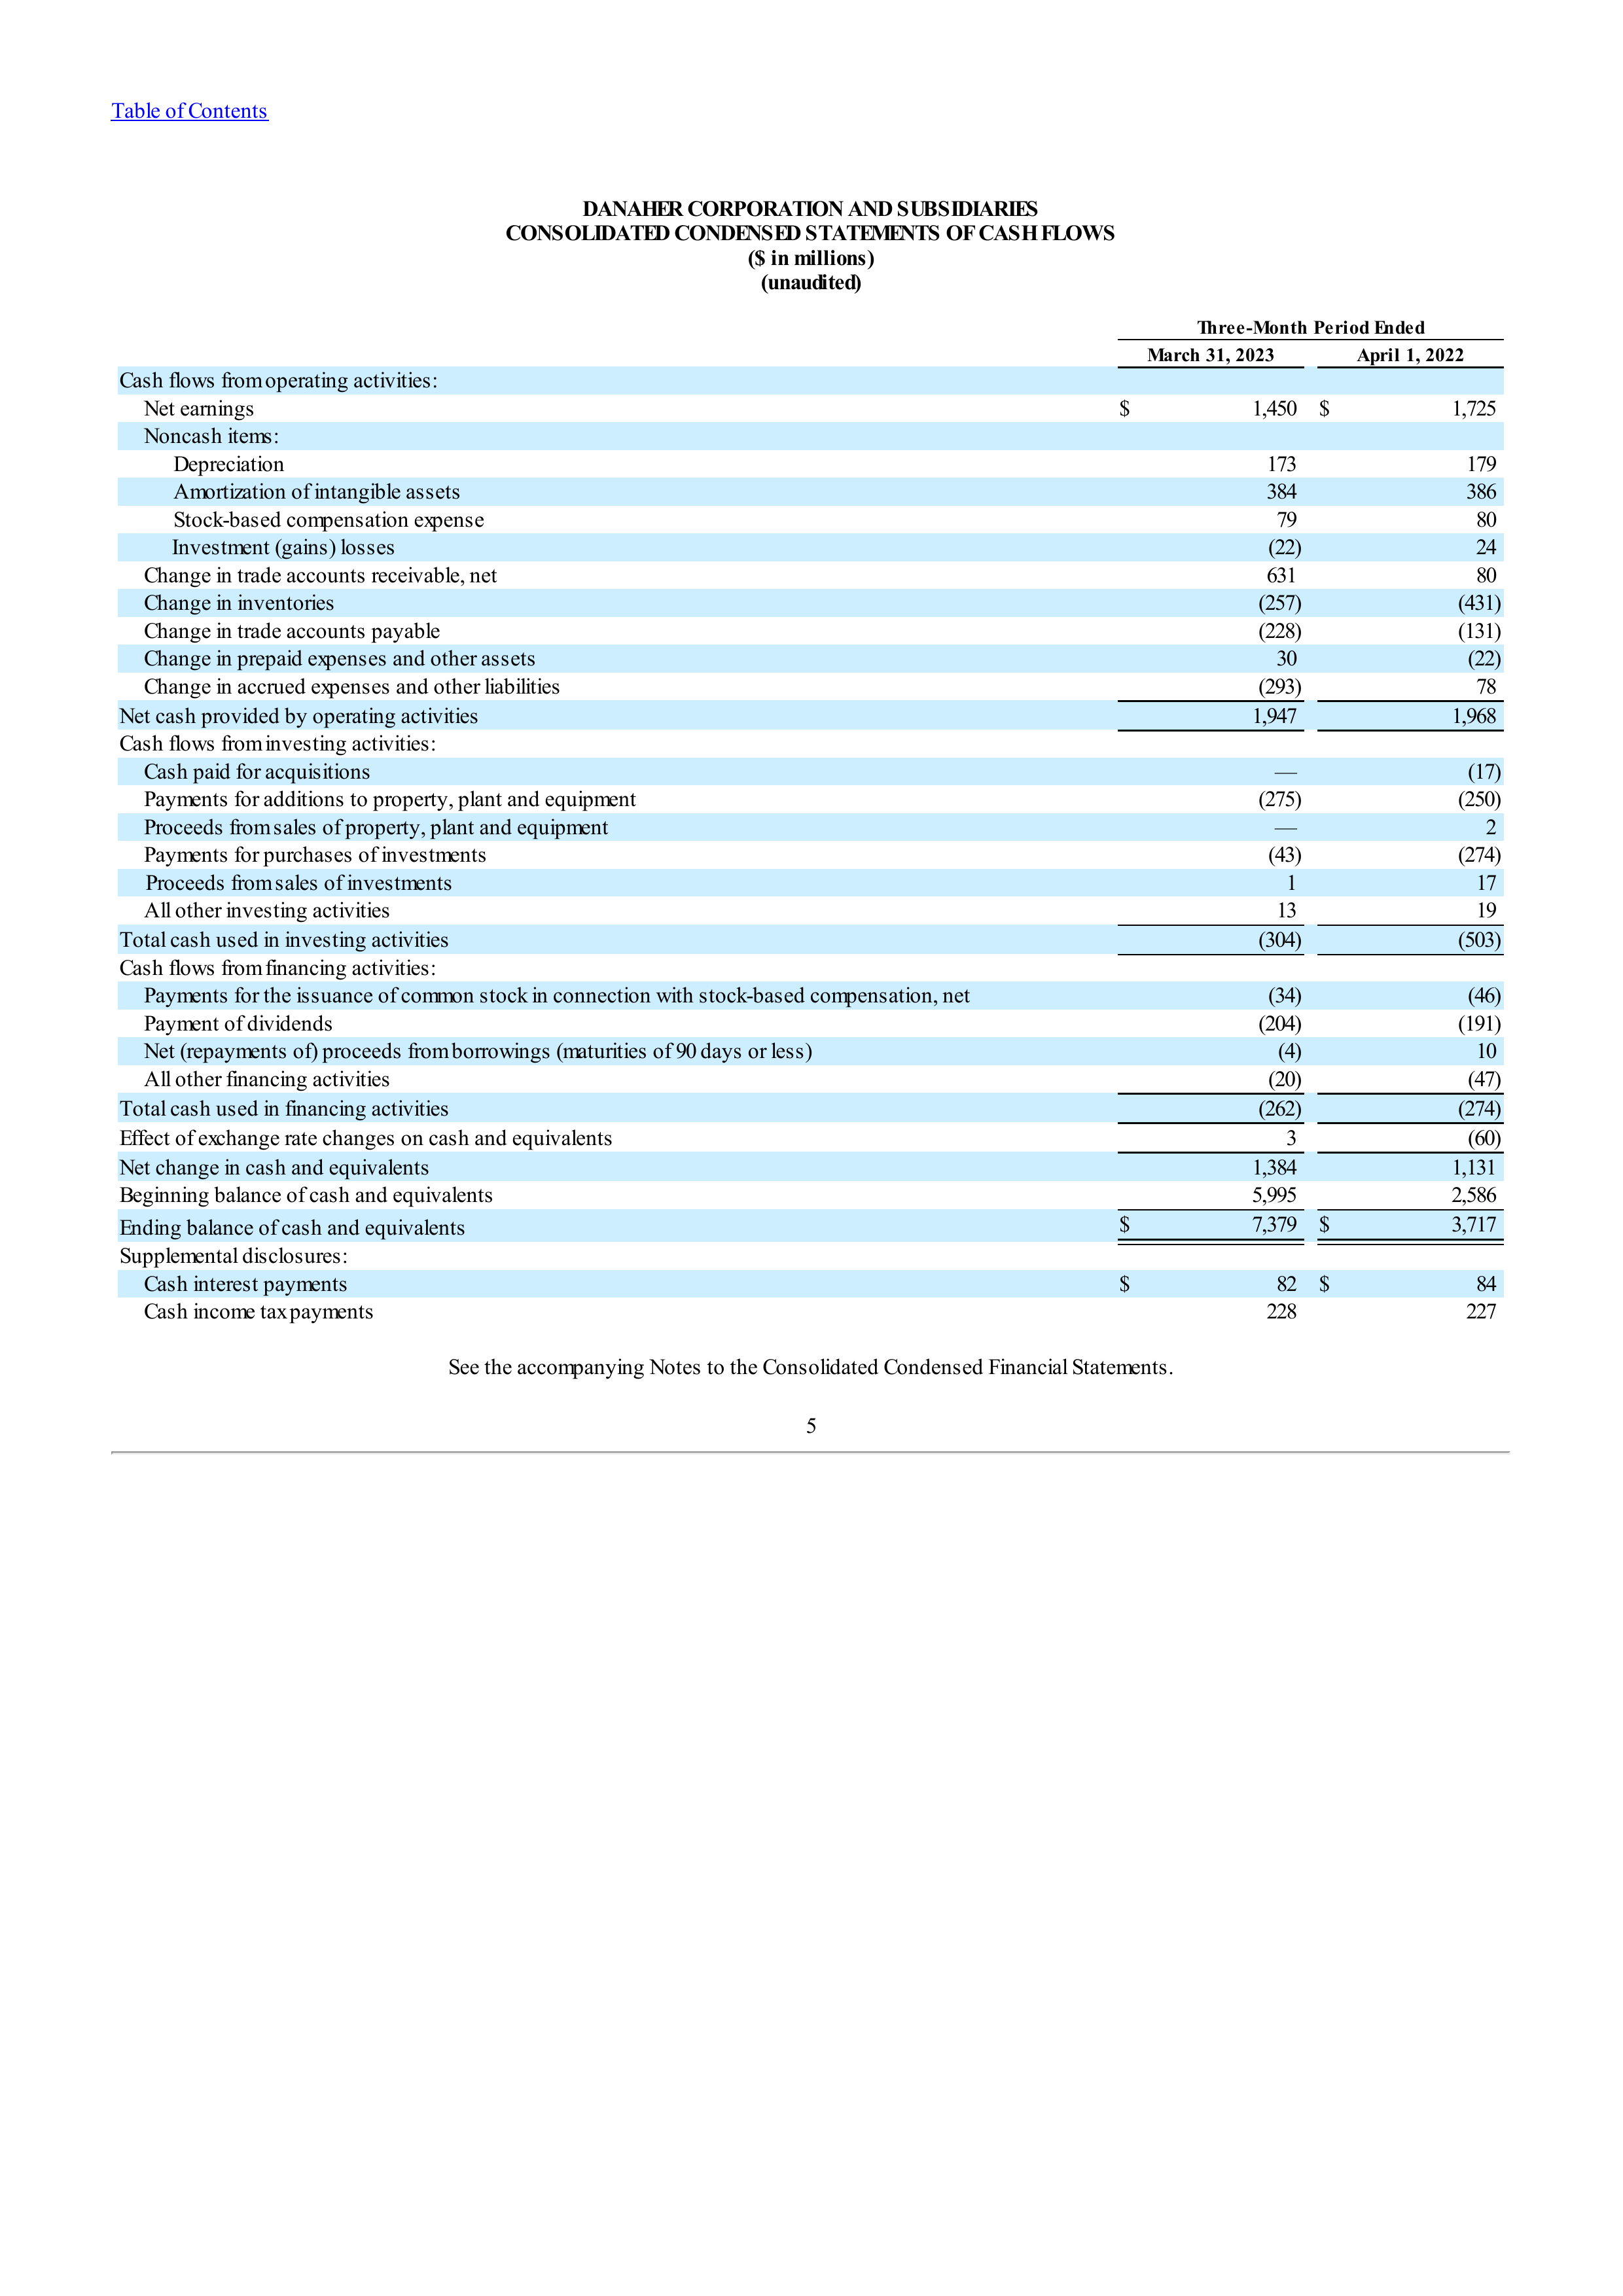 Table of Contents
DANAHER CORPORATION AND SUBSIDIARIES
CONSOLIDATED CONDENSED STATEMENTS OF CASH FLOWS
($ in millions)
(unaudited)
Three-Month Period Ended
March 31, 2023 April 1, 2022
Cash flows from operating activities:
Net earnings $ 1,450 $ 1,725
Noncash items:
Depreciation 173 179
Amortization of intangible assets 384 386
Stock-based compensation expense 79 80
Investment (gains) losses (22) 24
Change in trade accounts receivable, net 631 80
Change in inventories (257) (431)
Change in trade accounts payable (228) (131)
Change in prepaid expenses and other assets 30 (22)
Change in accrued expenses and other liabilities (293) 78
Net cash provided by operating activities 1,947 1,968
Cash flows from investing activities:
Cash paid for acquisitions — (17)
Payments for additions to property, plant and equipment (275) (250)
Proceeds from sales of property, plant and equipment — 2
Payments for purchases of investments (43) (274)
Proceeds from sales of investments 1 17
All other investing activities 13 19
Total cash used in investing activities (304) (503)
Cash flows from financing activities:
Payments for the issuance of common stock in connection with stock-based compensation, net (34) (46)
Payment of dividends (204) (191)
Net (repayments of) proceeds from borrowings (maturities of 90 days or less) (4) 10
All other financing activities (20) (47)
Total cash used in financing activities (262) (274)
Effect of exchange rate changes on cash and equivalents 3 (60)
Net change in cash and equivalents 1,384 1,131
Beginning balance of cash and equivalents 5,995 2,586
Ending balance of cash and equivalents $ 7,379 $ 3,717
Supplemental disclosures:
Cash interest payments $ 82 $ 84
Cash income tax payments 228 227
See the accompanying Notes to the Consolidated Condensed Financial Statements.
5